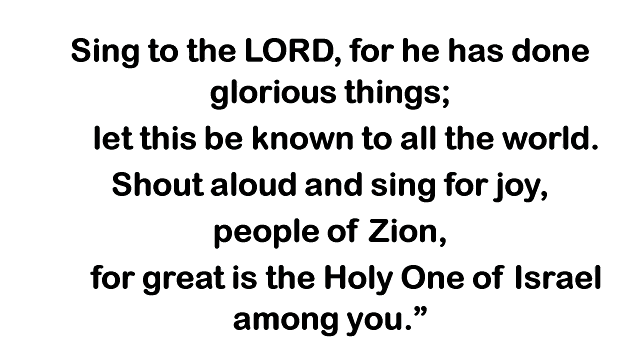 Sing to the LORD, for he has done
glorious things;
let this be known to all the world.
Shout aloud and sing for joy,
people of Zion,
for great is the Holy One of Israel
among you.”